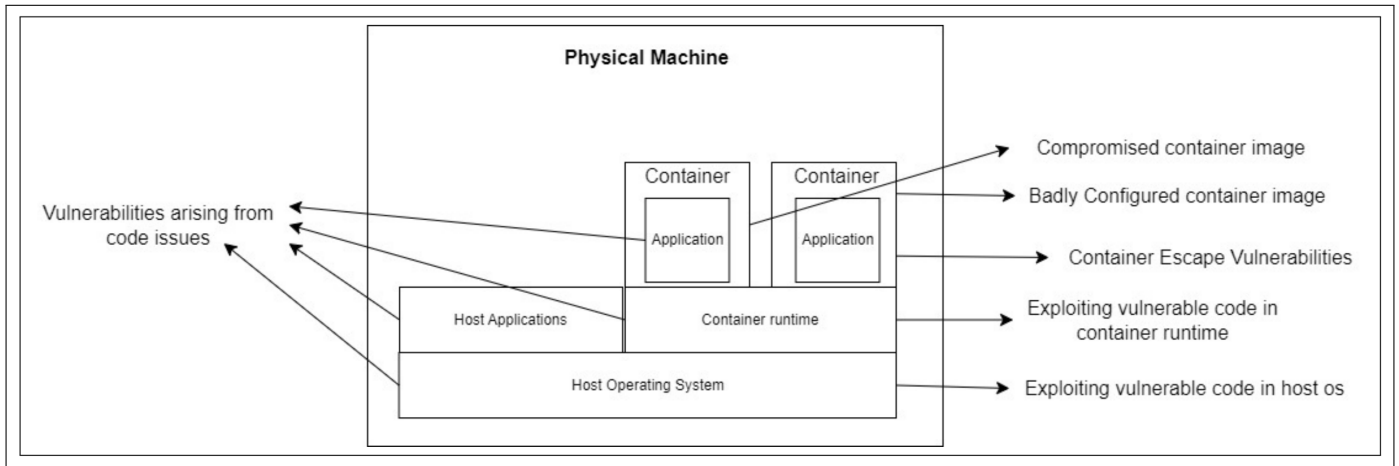 Physical Machine
Compromised container image
Container
Container
Badly Configured container image
Vulnerabilities arising from
code issues
Application
Application
Container Escape Vulnerabilities
Host Applications
Container runtime
Exploiting vulnerable code in
container runtime
Host Operating System
Exploiting vulnerable code in host os